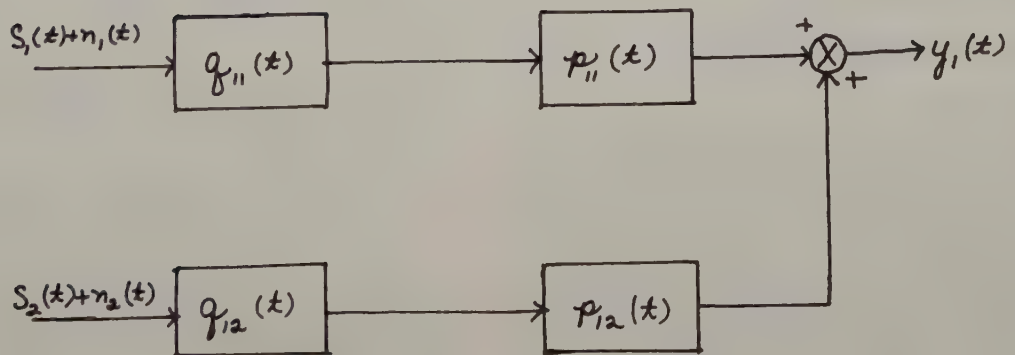 S₁(t)+n₁(t)
q₁₁(t)
p₁₁(t)
+
+
y₁(t)
S₂(t)+n₂(t)
q₁₂(t)
p₁₂(t)